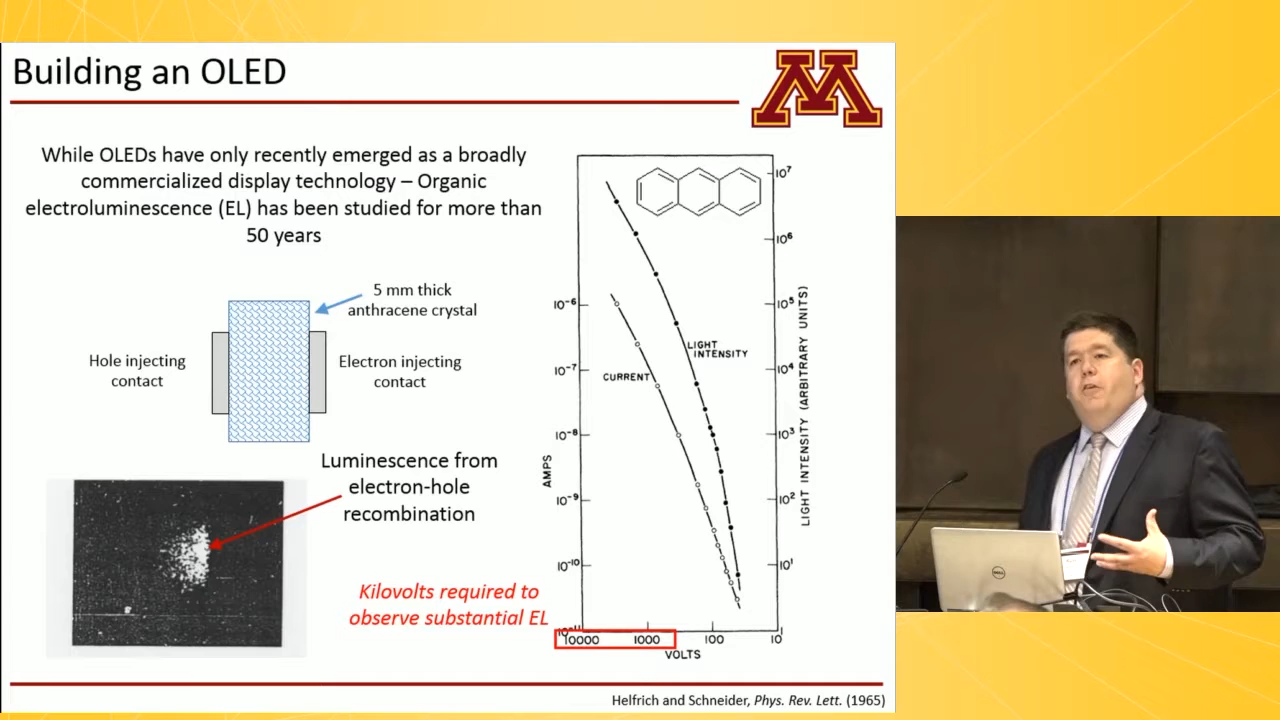 Building an OLED
M
While OLEDs have only recently emerged as a broadly
commercialized display technology – Organic
electroluminescence (EL) has been studied for more than
50 years
5 mm thick
anthracene crystal
Hole injecting
contact
Electron injecting
contact
Luminescence from
electron-hole
recombination
Kilovolts required to
observe substantial EL
10⁷
10⁶
10⁵
10⁴
10³
10²
10¹
LIGHT INTENSITY (ARBITRARY UNITS)
LIGHT
INTENSITY
CURRENT
10⁻⁶
10⁻⁷
10⁻⁸
10⁻⁹
10⁻¹⁰
10⁻¹¹
AMPS
10000 1000 100 10
VOLTS
Helfrich and Schneider, Phys. Rev. Lett. (1965)
DELL